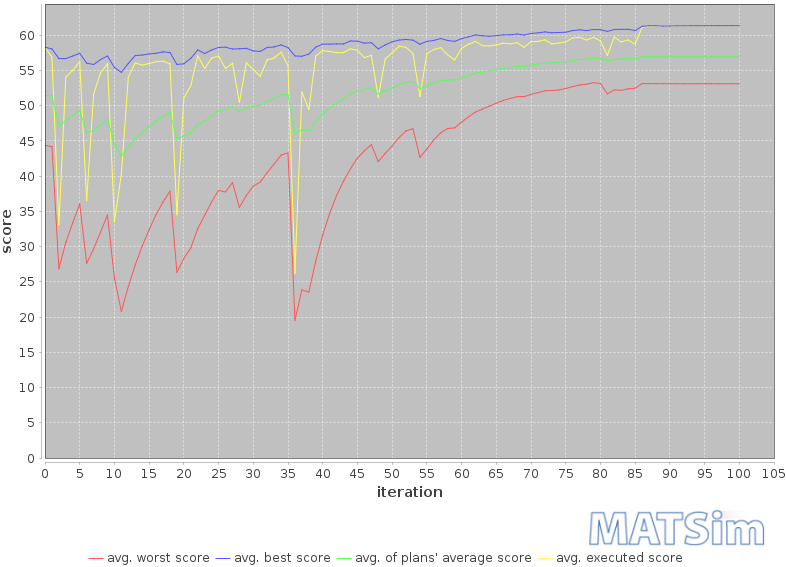 60
55
50
45
40
35
30
25
20
15
10
5
0
score
0 5 10 15 20 25 30 35 40 45 50 55 60 65 70 75 80 85 90 95 100 105
iteration
MATSim
avg. worst score avg. best score avg. of plans' average score avg. executed score